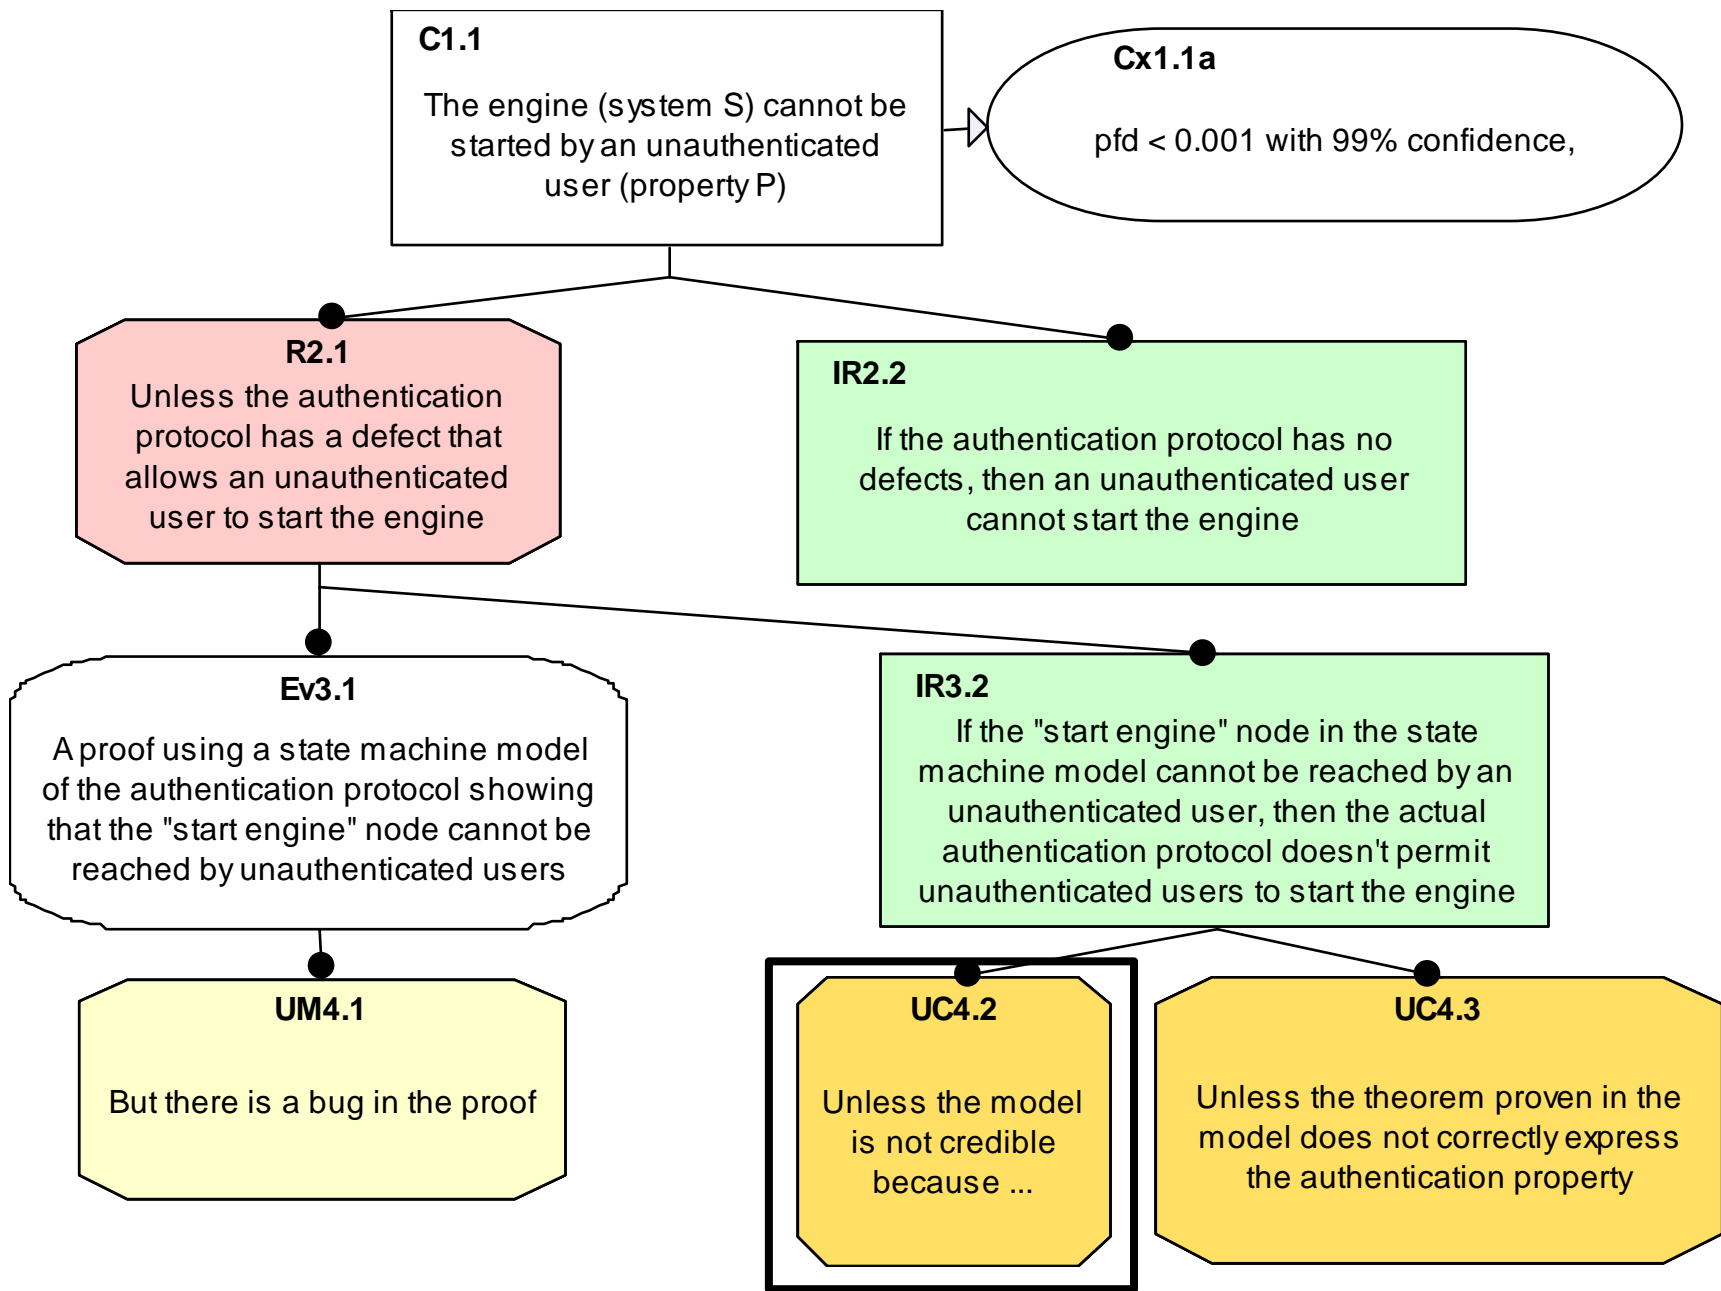 C1.1
The engine (system S) cannot be
started by an unauthenticated
user (property P)
Cx1.1a
pfd < 0.001 with 99% confidence,
R2.1
Unless the authentication
protocol has a defect that
allows an unauthenticated
user to start the engine
IR2.2
If the authentication protocol has no
defects, then an unauthenticated user
cannot start the engine
Ev3.1
A proof using a state machine model
of the authentication protocol showing
that the "start engine" node cannot be
reached by unauthenticated users
IR3.2
If the "start engine" node in the state
machine model cannot be reached by an
unauthenticated user, then the actual
authentication protocol doesn't permit
unauthenticated users to start the engine
UM4.1
But there is a bug in the proof
UC4.2
Unless the model
is not credible
because ...
UC4.3
Unless the theorem proven in the
model does not correctly express
the authentication property